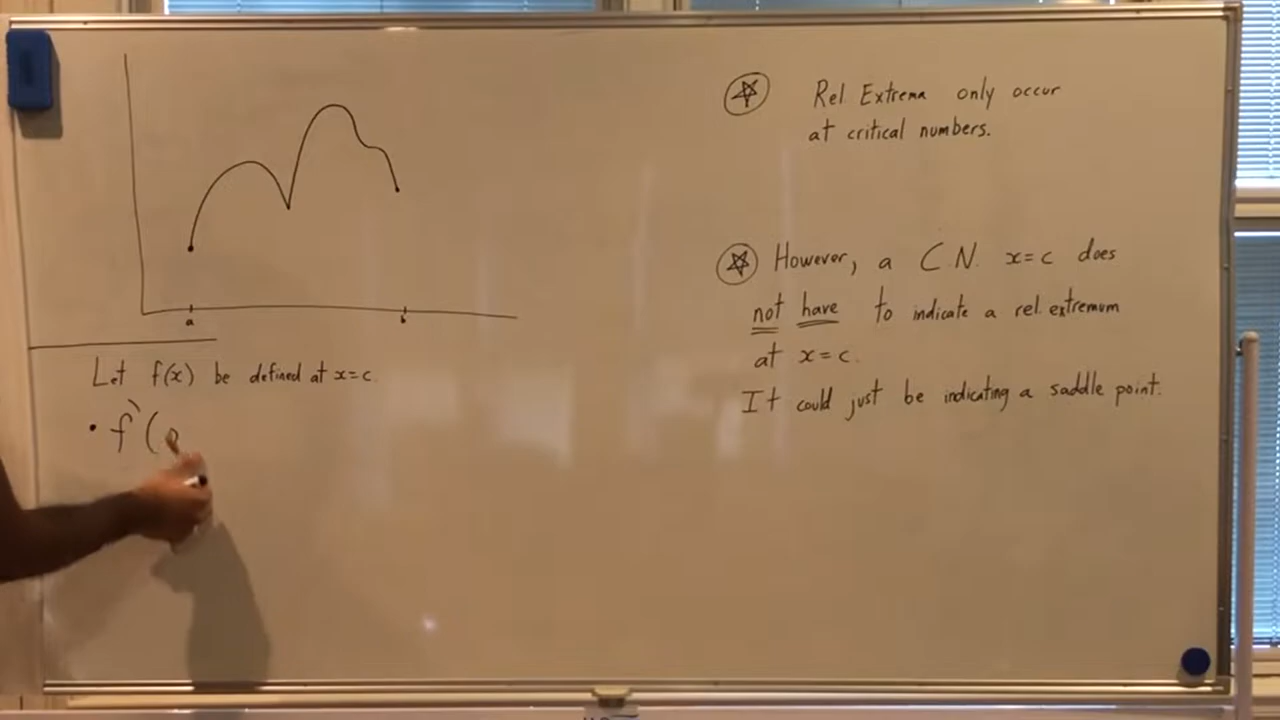 a
b
Let f(x) be defined at x=c
• f'(
Rel Extrema only occur
at critical numbers.
However, a C.N. x=c does
not have to indicate a rel. extremum
at x=c.
It could just be indicating a saddle point.